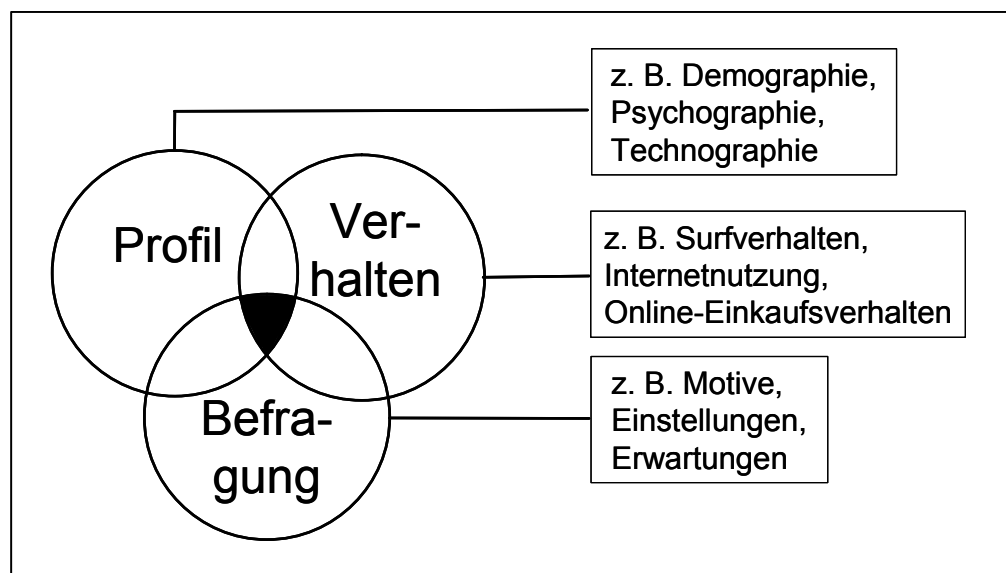 z. B. Demographie,
Psychographie,
Technographie
Profil
Ver-
halten
z. B. Surfverhalten,
Internetnutzung,
Online-Einkaufsverhalten
Befra-
gung
z. B. Motive,
Einstellungen,
Erwartungen